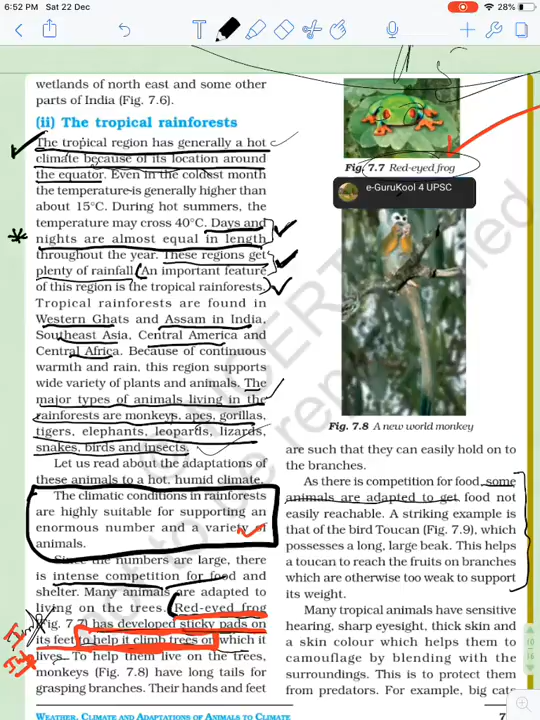 6:52 PM Sat 22 Dec
28%
wetlands of north east and some other
parts of India (Fig. 7.6).
(ii) The tropical rainforests
The tropical region has generally a hot
climate because of its location around
the equator. Even in the coldest month
the temperature is generally higher than
about 15°C. During hot summers, the
temperature may cross 40°C. Days and
nights are almost equal in length
throughout the year. These regions get
plenty of rainfall. An important feature
of this region is the tropical rainforests.
Tropical rainforests are found in
Western Ghats and Assam in India,
Southeast Asia, Central America and
Central Africa. Because of continuous
warmth and rain, this region supports
wide variety of plants and animals. The
major types of animals living in the
rainforests are monkeys, apes, gorillas,
tigers, elephants, leopards, lizards,
snakes, birds and insects.
Let us read about the adaptations of
these animals to a hot, humid climate.
The climatic conditions in rainforests
are highly suitable for supporting an
enormous number and a variety of
animals.
Since the numbers are large, there
is intense competition for food and
shelter. Many animals are adapted to
living on the trees. Red-eyed frog
(Fig. 7.7) has developed sticky pads on
its feet to help it climb trees on which it
lives. To help them live on the trees,
monkeys (Fig. 7.8) have long tails for
grasping branches. Their hands and feet
Fig. 7.7 Red-eyed frog
e-GuruKool 4 UPSC
Fig. 7.8 A new world monkey
are such that they can easily hold on to
the branches.
As there is competition for food, some
animals are adapted to get food not
easily reachable. A striking example is
that of the bird Toucan (Fig. 7.9), which
possesses a long, large beak. This helps
a toucan to reach the fruits on branches
which are otherwise too weak to support
its weight.
Many tropical animals have sensitive
hearing, sharp eyesight, thick skin and
a skin colour which helps them to
camouflage by blending with the
surroundings. This is to protect them
from predators. For example, big cats
WEATHER, CLIMATE AND ADAPTATIONS OF ANIMALS TO CLIMATE
7